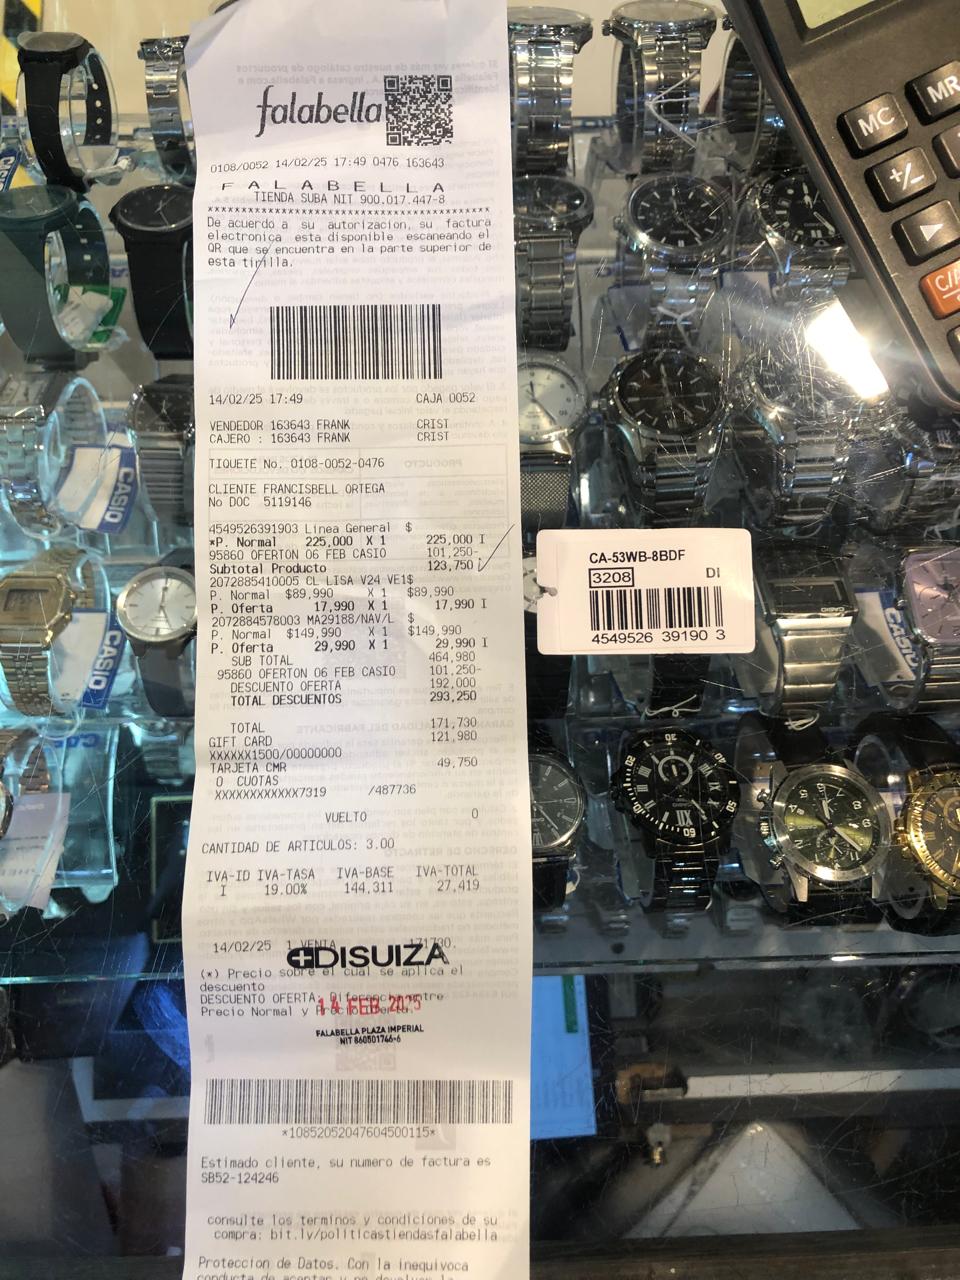 falabella
0108/0052 14/02/25 17:49 0476 163643
F A L A B E L L A
TIENDA SUBA NIT 900.017.447-8
******************************************
De acuerdo a su autorizacion, su factura
electronica esta disponible escaneando el
QR que se encuentra en la parte superior de
esta tirilla.
14/02/25 17:49 CAJA 0052
VENDEDOR 163643 FRANK CRIST
CAJERO : 163643 FRANK CRIST
TIQUETE No. 0108-0052-0476
CLIENTE FRANCISBELL ORTEGA
No DOC 5119146
4549526391903 Linea General $
*P. Normal 225,000 X 1 225,000 I
95860 OFERTON 06 FEB CASIO 101,250-
Subtotal Producto 123,750
2072885410005 CL LISA V24 VE1$
P. Normal $89,990 X 1 $89,990
P. Oferta 17,990 X 1 17,990 I
2072884578003 MA29188/NAV/L $
P. Normal $149,990 X 1 $149,990
P. Oferta 29,990 X 1 29,990 I
SUB TOTAL 464,980
95860 OFERTON 06 FEB CASIO 101,250-
DESCUENTO OFERTA 192,000
TOTAL DESCUENTOS 293,250
TOTAL 171,730
GIFT CARD 121,980
XXXXXX1500/00000000
TARJETA CMR 49,750
0 CUOTAS
XXXXXXXXXXXX7319 /487736
VUELTO 0
CANTIDAD DE ARTICULOS: 3.00
IVA-ID IVA-TASA IVA-BASE IVA-TOTAL
I 19.00% 144,311 27,419
14/02/25 1 VENTA 171730.
DISUIZA
(*) Precio sobre el cual se aplica el
descuento
DESCUENTO OFERTA: Diferencia entre
Precio Normal y Precio Oferta.
14 FEB 2025
FALABELLA PLAZA IMPERIAL
NIT 860501746-6
*10852052047604500115*
Estimado cliente, su numero de factura es
SB52-124246
consulte los terminos y condiciones de su
compra: bit.ly/politicastiendasfalabella
Proteccion de Datos. Con la inequivoca
CA-53WB-8BDF
3208 DI
4549526 39190 3
MC
+/-
CASIO
CASIO
CASIO